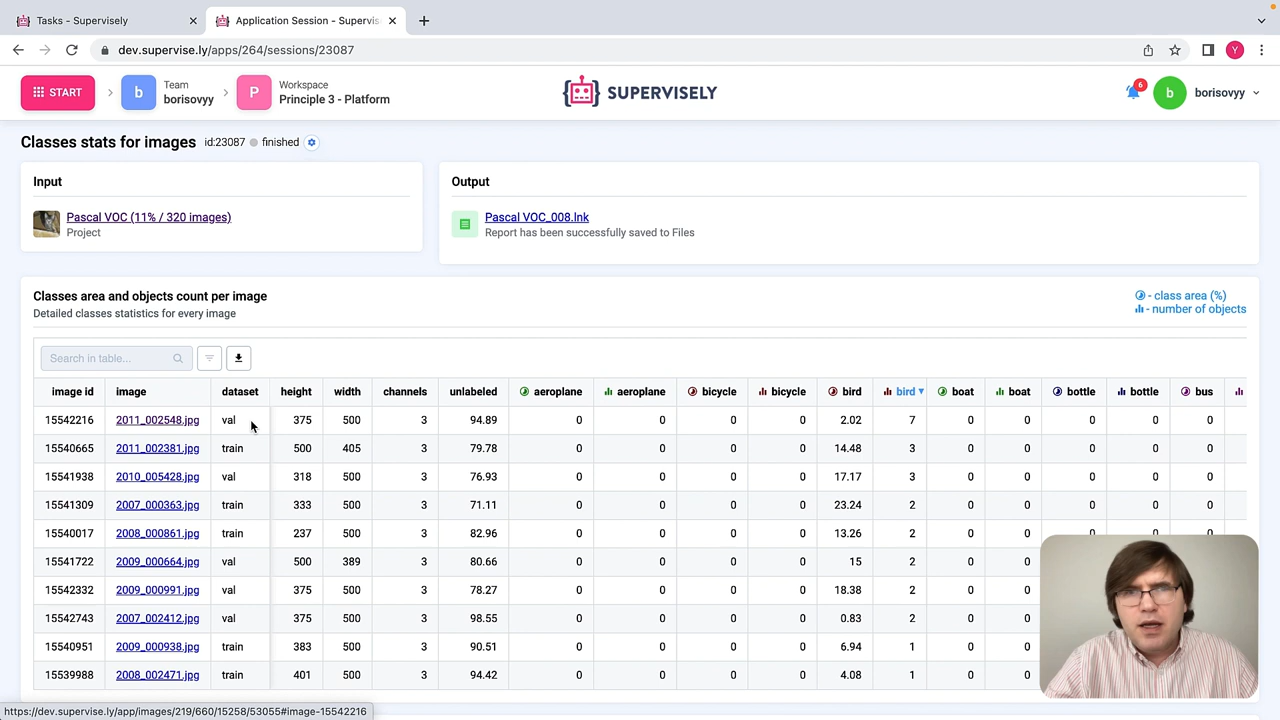 Tasks - Supervisely
Application Session - Supervis
dev.supervise.ly/apps/264/sessions/23087
Y
START
b
Team
borisovyy
P
Workspace
Principle 3 - Platform
SUPERVISELY
6
b
borisovyy
Classes stats for images id:23087 finished
Input
Pascal VOC (11% / 320 images)
Project
Output
Pascal VOC_008.lnk
Report has been successfully saved to Files
Classes area and objects count per image
Detailed classes statistics for every image
- class area (%)
- number of objects
Search in table...
image id image dataset height width channels unlabeled aeroplane aeroplane bicycle bicycle bird bird boat boat bottle bottle bus
15542216 2011_002548.jpg val 375 500 3 94.89 0 0 0 0 2.02 7 0 0 0 0 0
15540665 2011_002381.jpg train 500 405 3 79.78 0 0 0 0 14.48 3 0 0 0 0 0
15541938 2010_005428.jpg val 318 500 3 76.93 0 0 0 0 17.17 3 0 0 0 0 0
15541309 2007_000363.jpg train 333 500 3 71.11 0 0 0 0 23.24 2 0 0 0 0 0
15540017 2008_000861.jpg train 237 500 3 82.96 0 0 0 0 13.26 2 0 0 0 0 0
15541722 2009_000664.jpg val 500 389 3 80.66 0 0 0 0 15 2 0 0
15542332 2009_000991.jpg val 375 500 3 78.27 0 0 0 0 18.38 2 0 0
15542743 2007_002412.jpg val 375 500 3 98.55 0 0 0 0 0.83 2 0 0
15540951 2009_000938.jpg train 383 500 3 90.51 0 0 0 0 6.94 1 0 0
15539988 2008_002471.jpg train 401 500 3 94.42 0 0 0 0 4.08 1 0 0
https://dev.supervise.ly/app/images/219/660/15258/53055#image-15542216